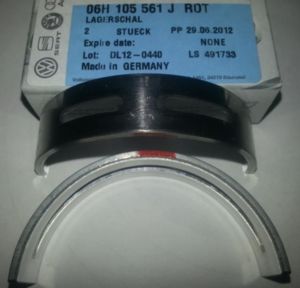 06H 105 561 J ROT
LAGERSCHAL
2 STUECK PP 29.06.2012
Expire date: NONE
Lot: DL12-0440 LS 491733
Made in GERMANY
SEAT